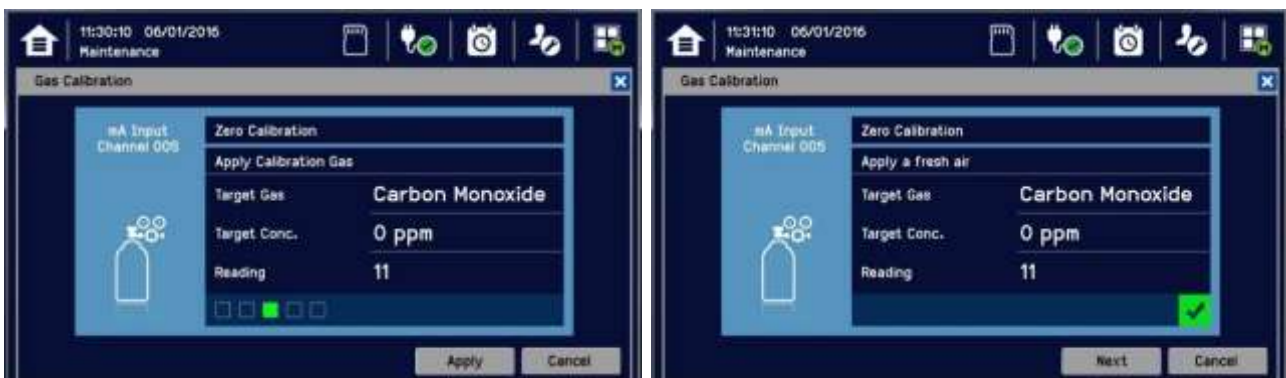 11:30:10 06/01/2016
Maintenance
Gas Calibration
mA Input
Channel 005
Zero Calibration
Apply Calibration Gas
Target Gas Carbon Monoxide
Target Conc. 0 ppm
Reading 11
Apply Cancel
11:31:10 06/01/2016
Maintenance
Gas Calibration
mA Input
Channel 005
Zero Calibration
Apply a fresh air
Target Gas Carbon Monoxide
Target Conc. 0 ppm
Reading 11
Next Cancel